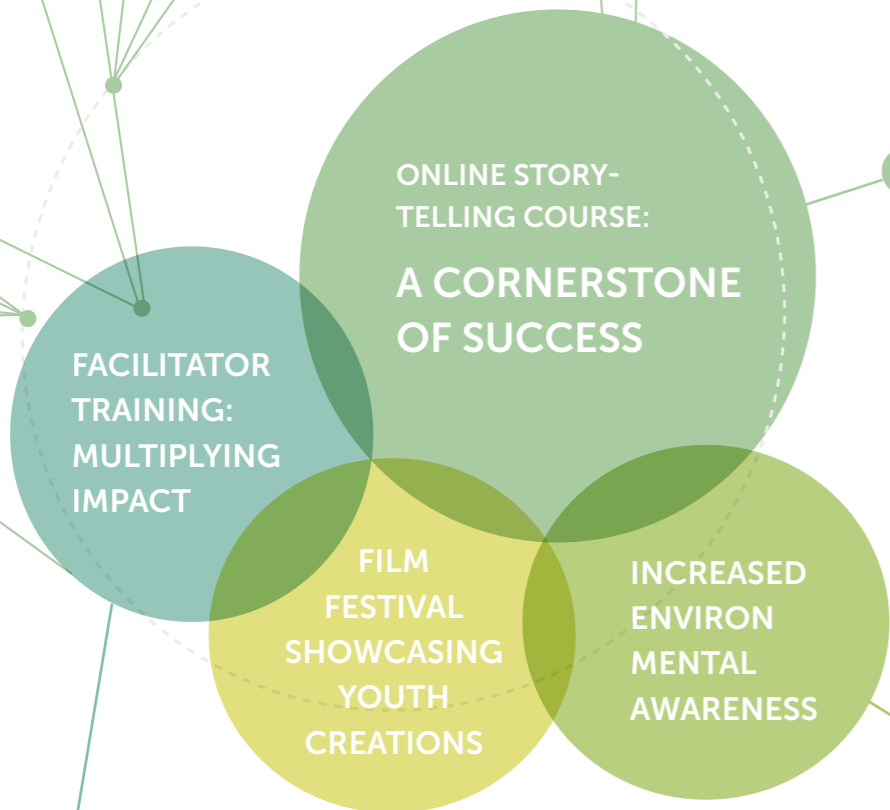 ONLINE STORY-
TELLING COURSE:
A CORNERSTONE
OF SUCCESS
FACILITATOR
TRAINING:
MULTIPLYING
IMPACT
FILM
FESTIVAL
SHOWCASING
YOUTH
CREATIONS
INCREASED
ENVIRON
MENTAL
AWARENESS